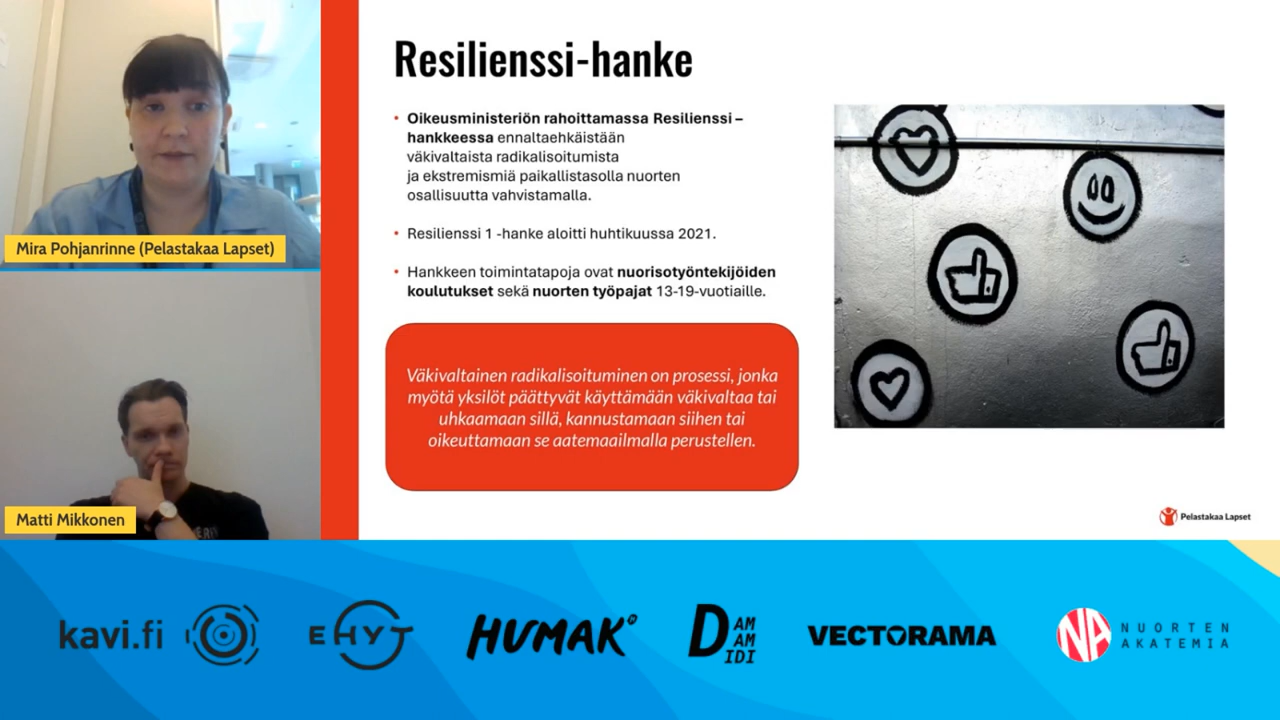 Resilienssi-hanke
Oikeusministeriön rahoittamassa Resilienssi –
hankkeessa ennaltaehkäistään
väkivaltaista radikalisoitumista
ja ekstremismiä paikallistasolla nuorten
osallisuutta vahvistamalla.
Resilienssi 1 -hanke aloitti huhtikuussa 2021.
Hankkeen toimintatapoja ovat nuorisotyöntekijöiden
koulutukset sekä nuorten työpajat 13-19-vuotiaille.
Väkivaltainen radikalisoituminen on prosessi, jonka
myötä yksilöt päättyvät käyttämään väkivaltaa tai
uhkaamaan sillä, kannustamaan siihen tai
oikeuttamaan se aatemaailmalla perustellen.
Pelastakaa Lapset
Mira Pohjanrinne (Pelastakaa Lapset)
Matti Mikkonen
kavi.fi
EHYT
HUMAK
DAM
AM
IDI
VECTORAMA
NA NUORTEN
AKATEMIA